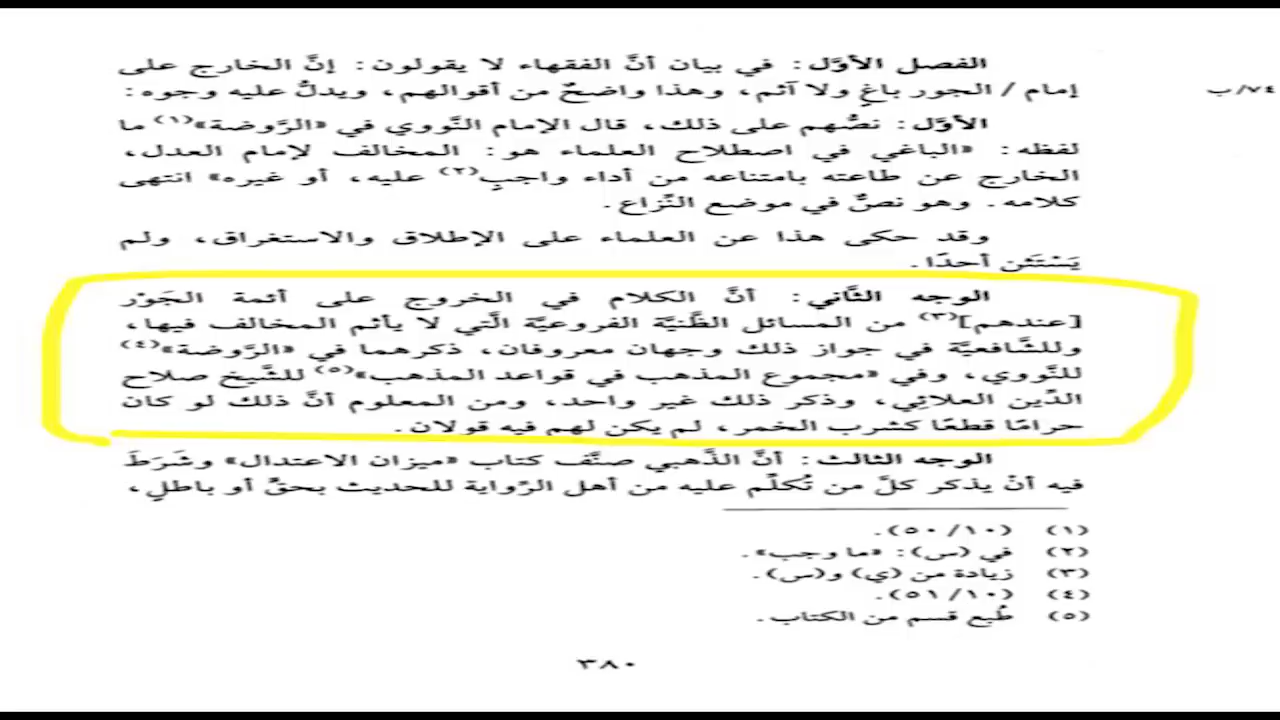 الفصل الأوَّل: في بيان أنَّ الفقهاء لا يقولون: إنَّ الخارج على
إمام / الجور باغٍ ولا آثم، وهذا واضحٌ من أقوالهم، ويدلُّ عليه وجوه:
٧٤/ب
الأوَّل: نصُّهم على ذلك، قال الإمام النَّووي في «الرَّوضة»(١) ما
لفظه: «الباغي في اصطلاح العلماء هو: المخالف لإمام العدل،
الخارج عن طاعته بامتناعه من أداء واجبٍ(٢) عليه، أو غيره» انتهى
كلامه. وهو نصٌّ في موضع النِّزاع.
وقد حكى هذا عن العلماء على الإطلاق والاستغراق، ولم
يَسْتَثن أحدًا.
الوجه الثَّاني: أنَّ الكلام في الخروج على أئمة الجَوْر
[عندهم](٣) من المسائل الظَّنيَّة الفروعيَّة الَّتي لا يأثم المخالف فيها،
وللشَّافعيَّة في جواز ذلك وجهان معروفان، ذكرهما في «الرَّوضة»(٤)
للنَّووي، وفي «مجموع المذهب في قواعد المذهب»(٥) للشَّيخ صلاح
الدِّين العلائِي، وذكر ذلك غير واحد، ومن المعلوم أنَّ ذلك لو كان
حرامًا قطعًا كشرب الخمر، لم يكن لهم فيه قولان.
الوجه الثالث: أنَّ الذَّهبي صنَّف كتاب «ميزان الاعتدال» وشَرَطَ
فيه أنْ يذكر كلَّ من تُكلِّم عليه من أهل الرِّواية للحديث بحقٍّ أو باطلٍ،
(١) (١٠/ ٥٠).
(٢) في (س): «ما وجب».
(٣) زيادة من (ي) و(س).
(٤) (١٠/ ٥١).
(٥) طُبع قسم من الكتاب.
٣٨٠